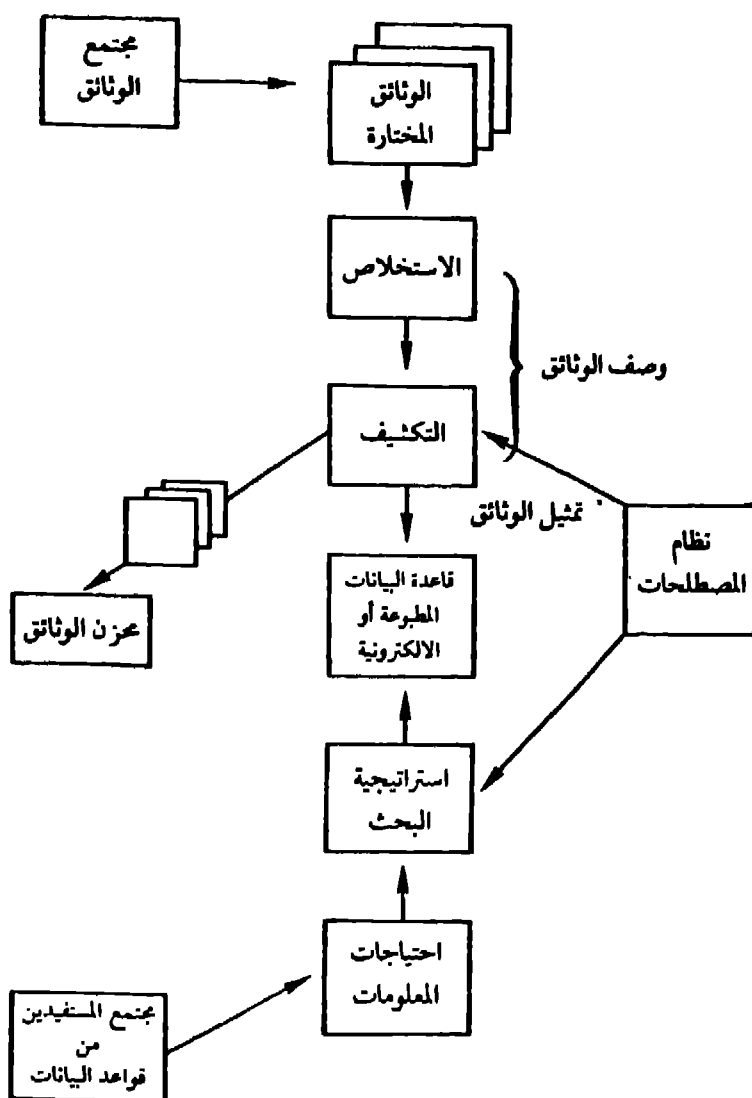 مجتمع
الوثائق
الوثائق
المختارة
الاستخلاص
وصف الوثائق
التكشيف
تمثيل الوثائق
نظام
المصطلحات
قاعدة البيانات
المطبوعة أو
الالكترونية
مخزن الوثائق
استراتيجية
البحث
احتياجات
المعلومات
مجتمع المستفيدين
من
قواعد البيانات